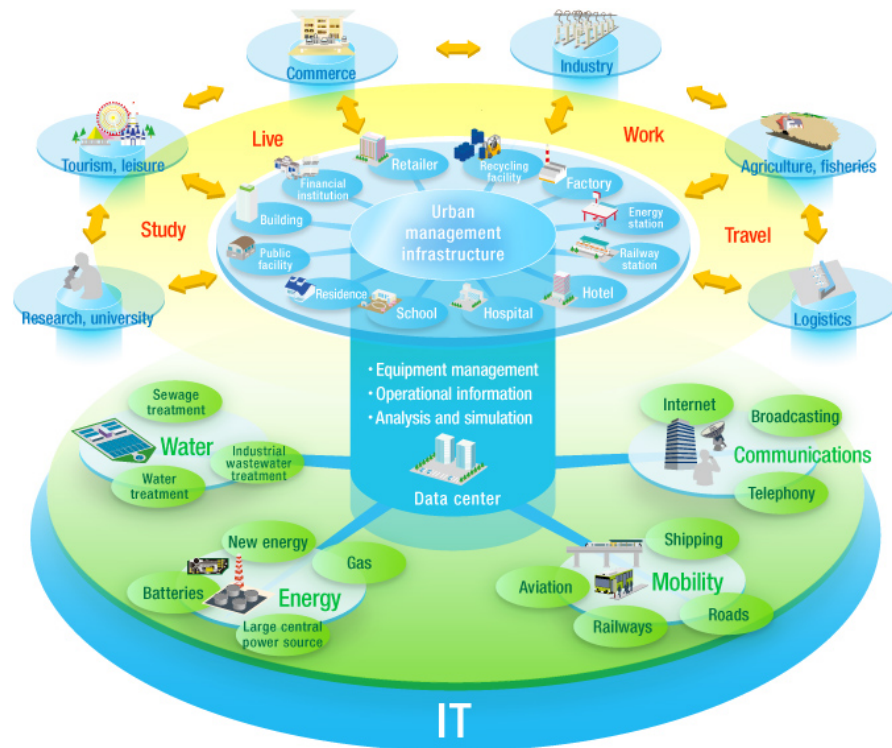 Commerce
Industry
Tourism, leisure
Live
Work
Agriculture, fisheries
Retailer
Recycling
facility
Financial
institution
Factory
Building
Urban
management
infrastructure
Energy
station
Study
Travel
Public
facility
Railway
station
Residence
School
Hospital
Hotel
Research, university
Logistics
• Equipment management
• Operational information
• Analysis and simulation
Data center
Sewage
treatment
Water
Industrial
wastewater
treatment
Water
treatment
Internet
Broadcasting
Communications
Telephony
New energy
Gas
Batteries
Energy
Large central
power source
Shipping
Aviation
Mobility
Railways
Roads
IT